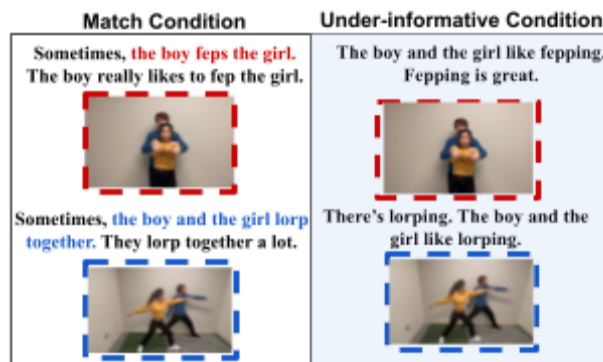 Match Condition
Sometimes, the boy feps the girl.
The boy really likes to fep the girl.
Sometimes, the boy and the girl lorp
together. They lorp together a lot.
Under-informative Condition
The boy and the girl like fepping.
Fepping is great.
There's lorping. The boy and the
girl like lorping.